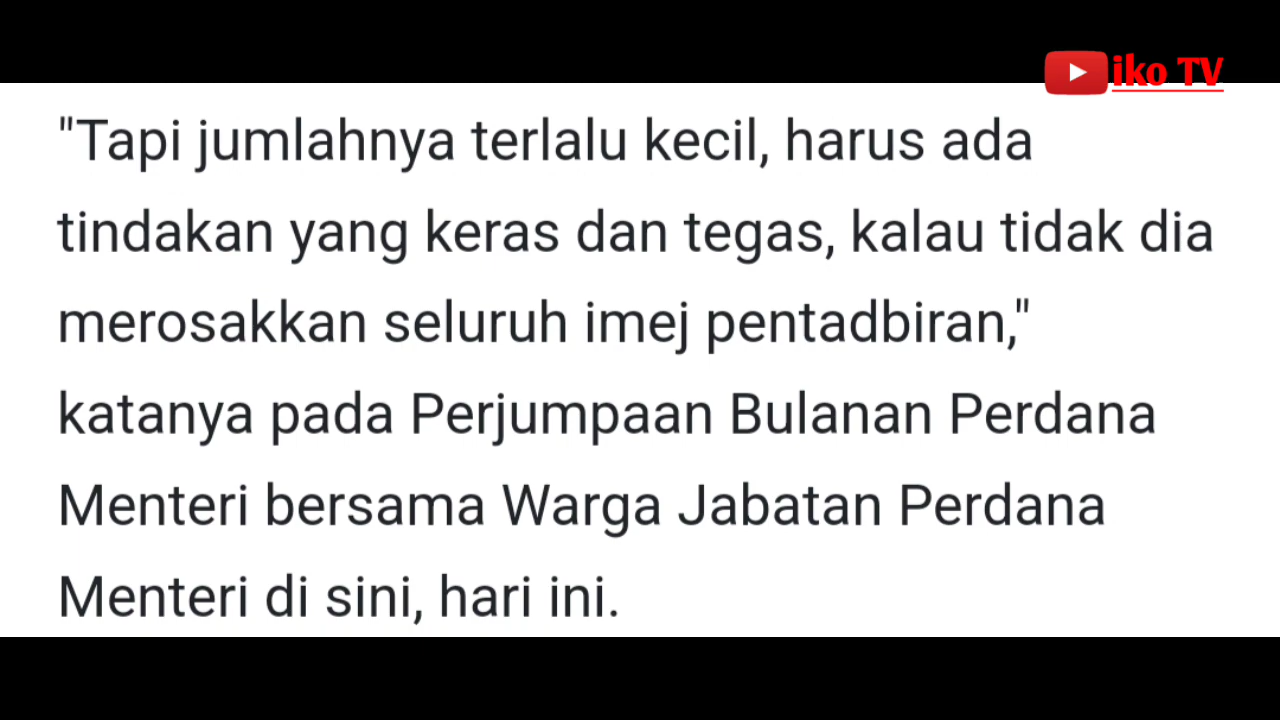 iko TV
"Tapi jumlahnya terlalu kecil, harus ada
tindakan yang keras dan tegas, kalau tidak dia
merosakkan seluruh imej pentadbiran,"
katanya pada Perjumpaan Bulanan Perdana
Menteri bersama Warga Jabatan Perdana
Menteri di sini, hari ini.